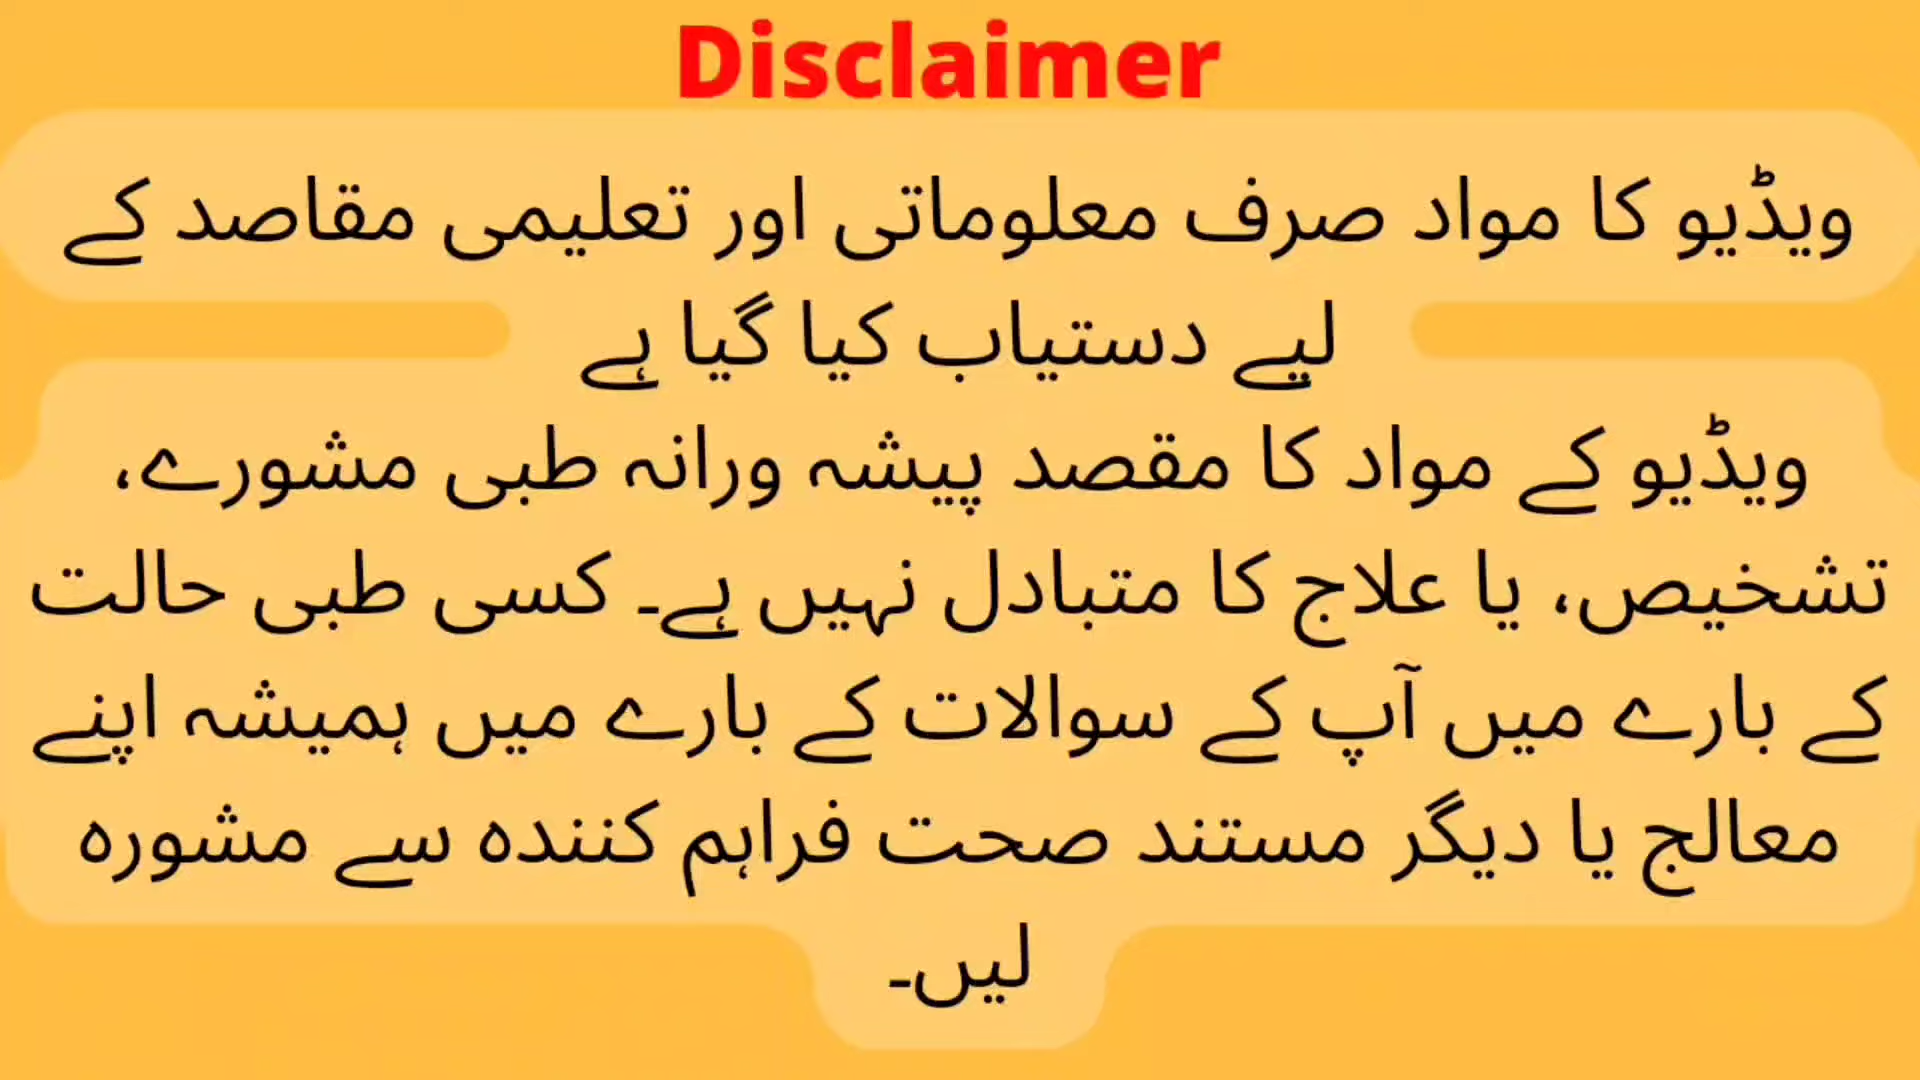 Disclaimer
ویڈیو کا مواد صرف معلوماتی اور تعلیمی مقاصد کے
لیے دستیاب کیا گیا ہے
ویڈیو کے مواد کا مقصد پیشہ ورانہ طبی مشورے،
تشخیص، یا علاج کا متبادل نہیں ہے۔ کسی طبی حالت
کے بارے میں آپ کے سوالات کے بارے میں ہمیشہ اپنے
معالج یا دیگر مستند صحت فراہم کنندہ سے مشورہ
لیں۔